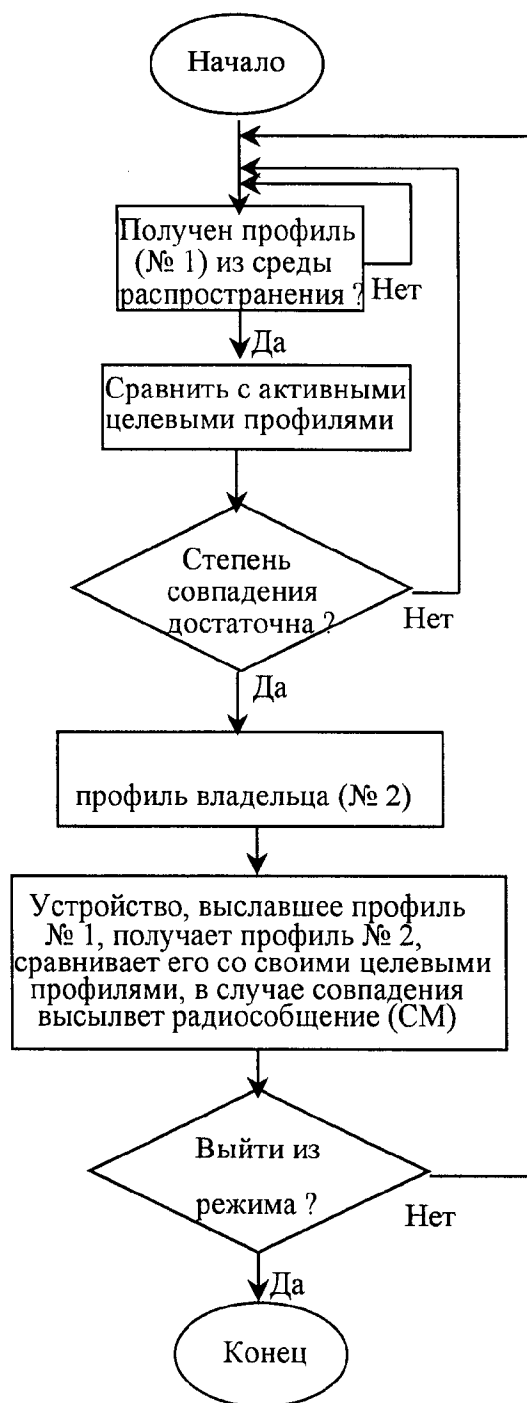 Начало
Получен профиль
(№ 1) из среды
распространения ?
Нет
Да
Сравнить с активными
целевыми профилями
Степень
совпадения
достаточна ?
Нет
Да
профиль владельца (№ 2)
Устройство, выславшее профиль
№ 1, получает профиль № 2,
сравнивает его со своими целевыми
профилями, в случае совпадения
высылвет радиособщение (СМ)
Выйти из
режима ?
Нет
Да
Конец